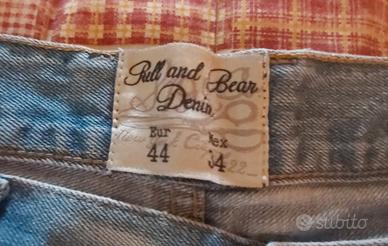 Pull and Bear
Denim
Eur Mex
44 34
subito